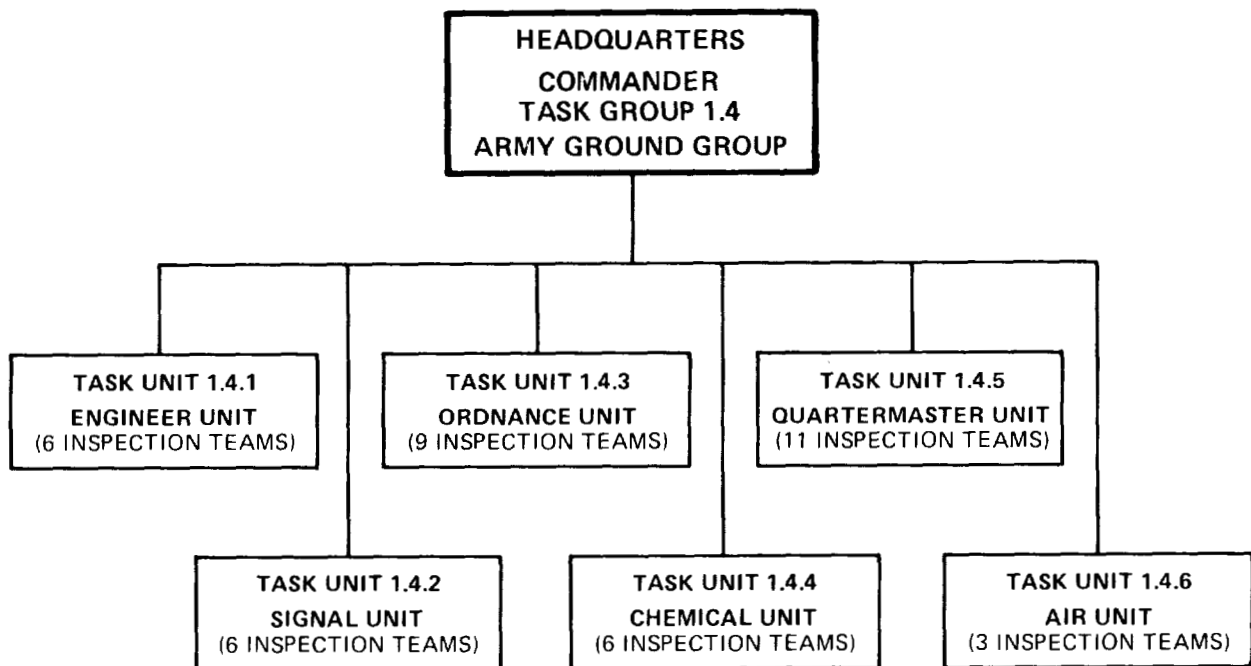 HEADQUARTERS
COMMANDER
TASK GROUP 1.4
ARMY GROUND GROUP
TASK UNIT 1.4.1
ENGINEER UNIT
(6 INSPECTION TEAMS)
TASK UNIT 1.4.3
ORDNANCE UNIT
(9 INSPECTION TEAMS)
TASK UNIT 1.4.5
QUARTERMASTER UNIT
(11 INSPECTION TEAMS)
TASK UNIT 1.4.2
SIGNAL UNIT
(6 INSPECTION TEAMS)
TASK UNIT 1.4.4
CHEMICAL UNIT
(6 INSPECTION TEAMS)
TASK UNIT 1.4.6
AIR UNIT
(3 INSPECTION TEAMS)